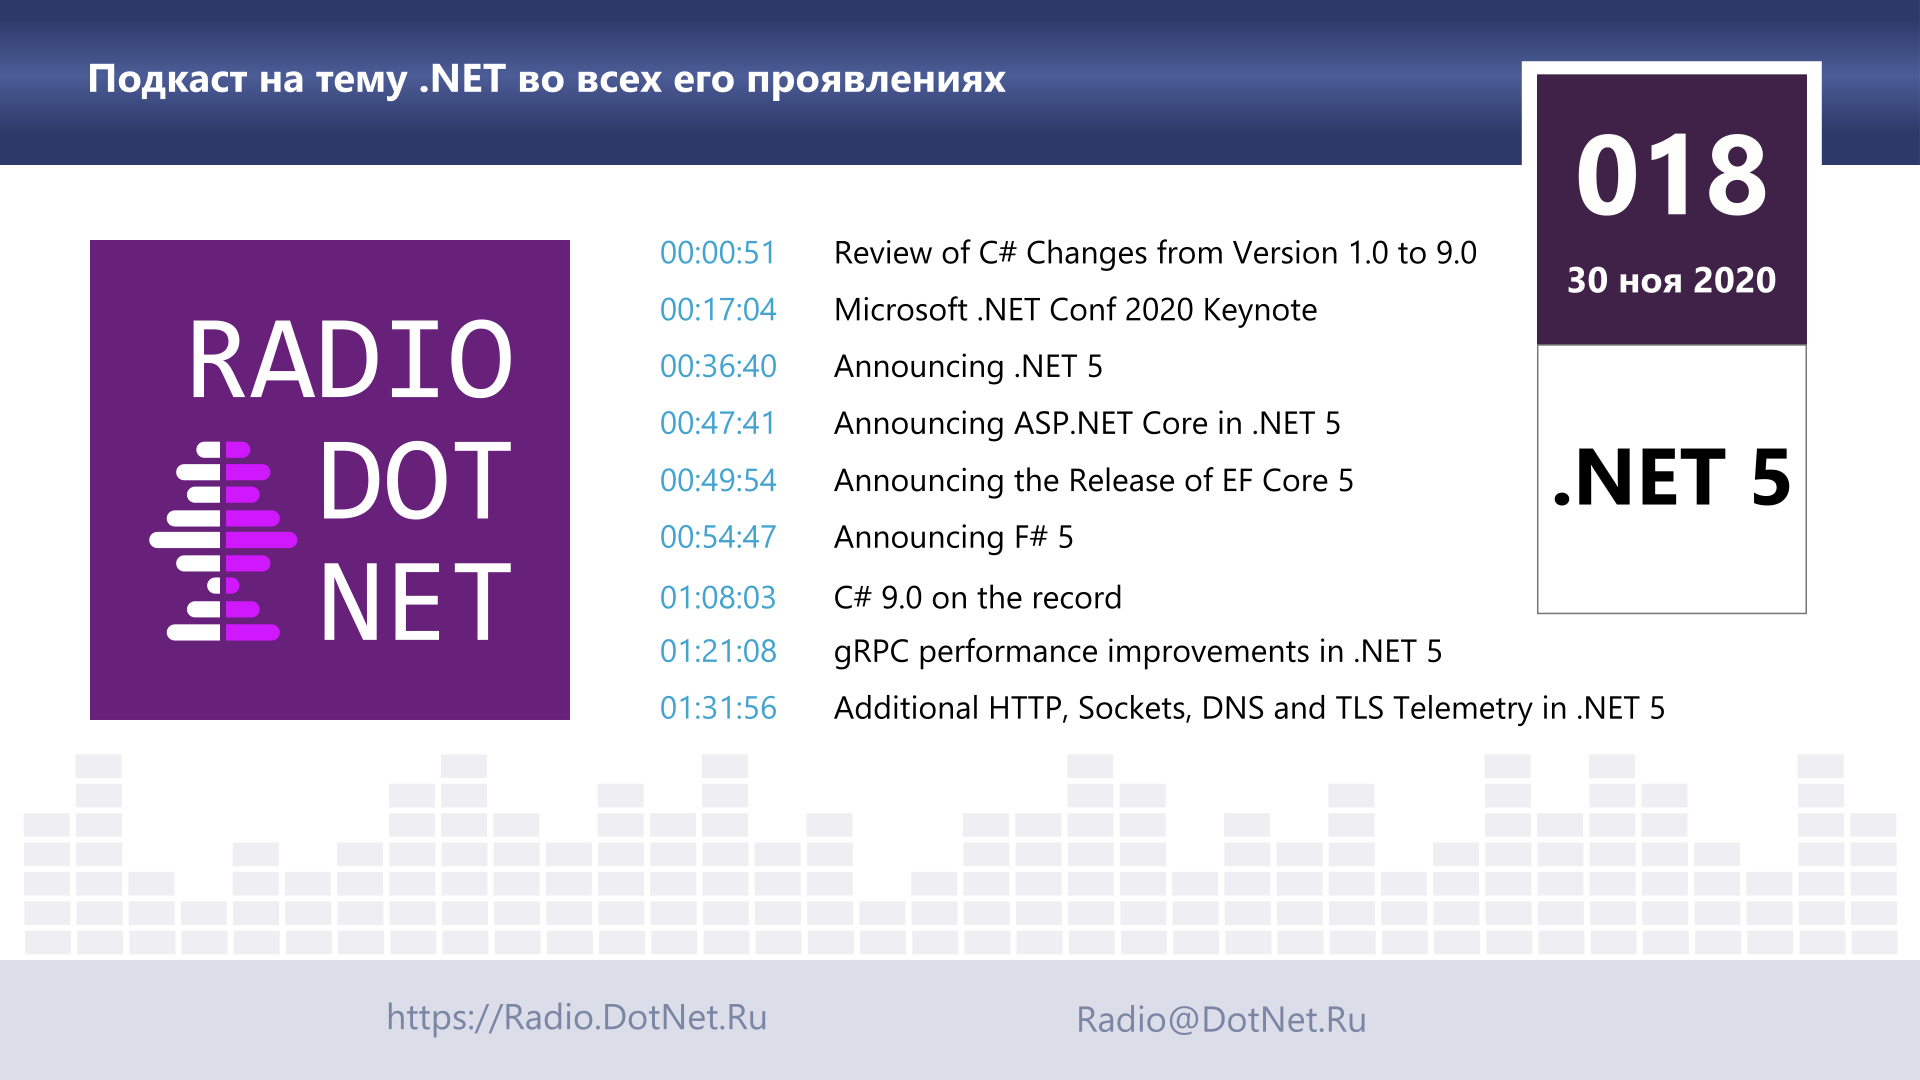 Подкаст на тему .NET во всех его проявлениях
018
30 ноя 2020
.NET 5
RADIO
DOT
NET
00:00:51 Review of C# Changes from Version 1.0 to 9.0
00:17:04 Microsoft .NET Conf 2020 Keynote
00:36:40 Announcing .NET 5
00:47:41 Announcing ASP.NET Core in .NET 5
00:49:54 Announcing the Release of EF Core 5
00:54:47 Announcing F# 5
01:08:03 C# 9.0 on the record
01:21:08 gRPC performance improvements in .NET 5
01:31:56 Additional HTTP, Sockets, DNS and TLS Telemetry in .NET 5
https://Radio.DotNet.Ru
Radio@DotNet.Ru